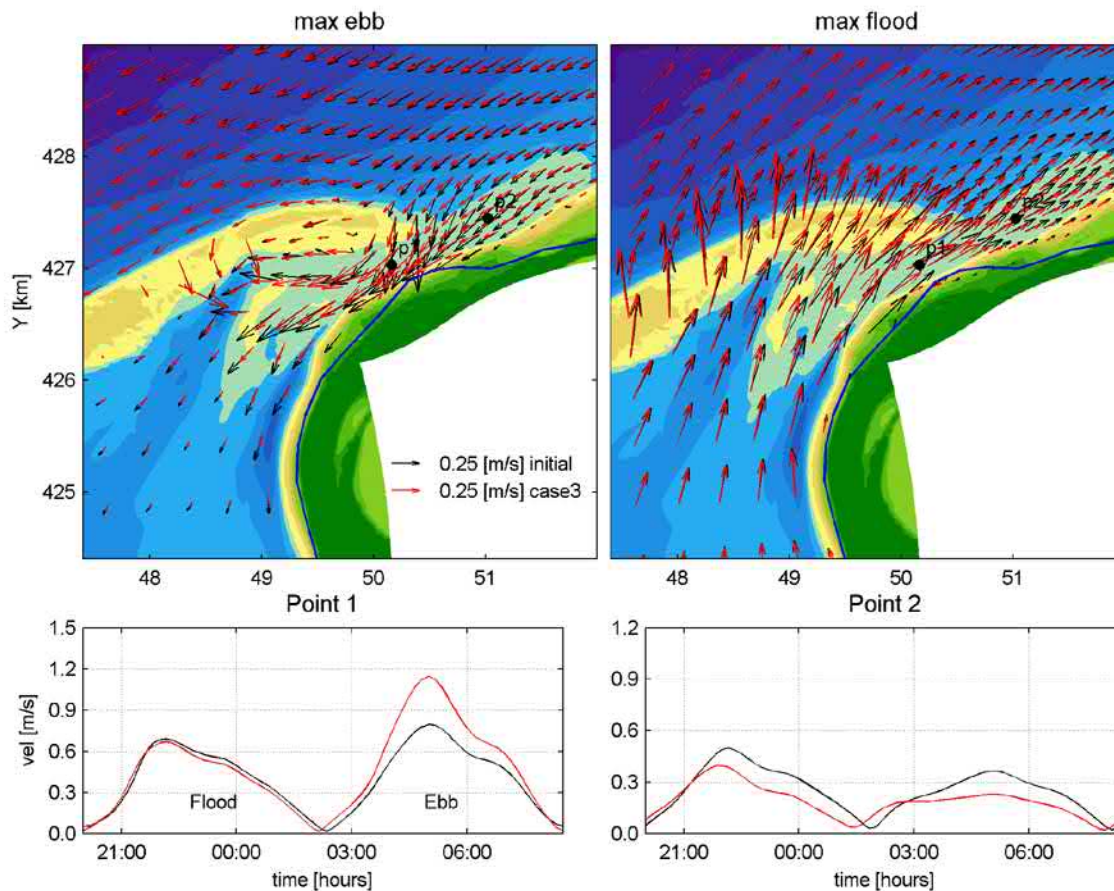 max ebb
max flood
428
427
426
425
Y [km]
p2
p1
p2
p1
0.25 [m/s] initial
0.25 [m/s] case3
48
49
50
51
48
49
50
51
Point 1
Point 2
1.5
1.2
0.9
0.6
0.3
0.0
vel [m/s]
Flood
Ebb
21:00
00:00
03:00
06:00
time [hours]
1.2
0.9
0.6
0.3
0.0
21:00
00:00
03:00
06:00
time [hours]